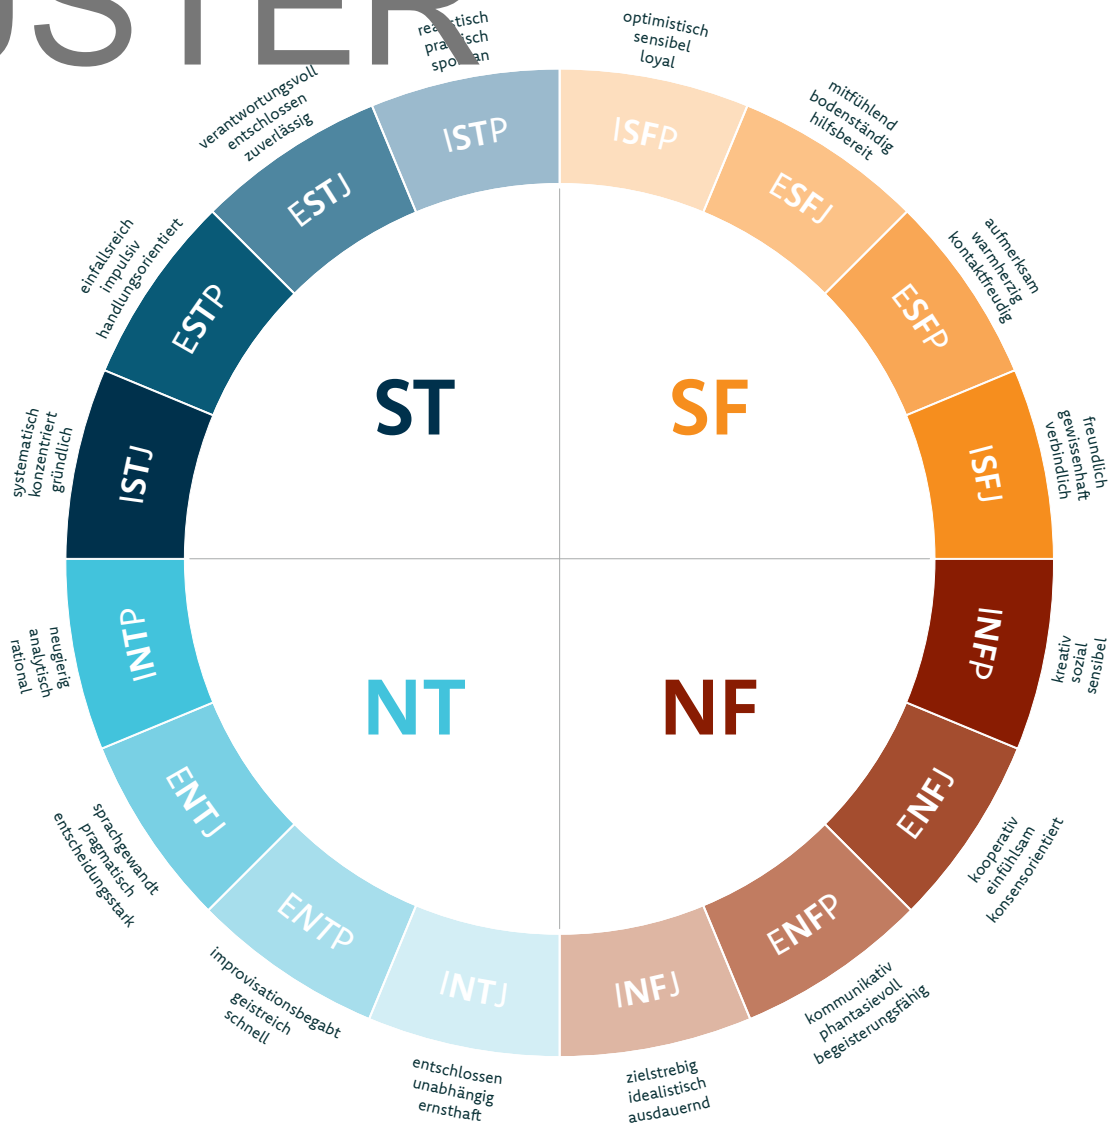 USTER
realistisch
praktisch
spontan
ISTP
optimistisch
sensibel
loyal
ISFP
mitfühlend
bodenständig
hilfsbereit
ESFJ
aufmerksam
warmherzig
kontaktfreudig
ESFP
freundlich
gewissenhaft
verbindlich
ISFJ
kreativ
sozial
sensibel
INFP
kooperativ
einfühlsam
konsensorientiert
ENFJ
kommunikativ
phantasievoll
begeisterungsfähig
ENFP
zielstrebig
idealistisch
ausdauernd
INFJ
entschlossen
unabhängig
ernsthaft
INTJ
improvisationsbegabt
geistreich
schnell
ENTP
sprachgewandt
pragmatisch
entscheidungsstark
ENTJ
neugierig
analytisch
rational
INTP
systematisch
konzentriert
gründlich
ISTJ
einfallsreich
impulsiv
handlungsorientiert
ESTP
verantwortungsvoll
entschlossen
zuverlässig
ESTJ
ST
SF
NT
NF